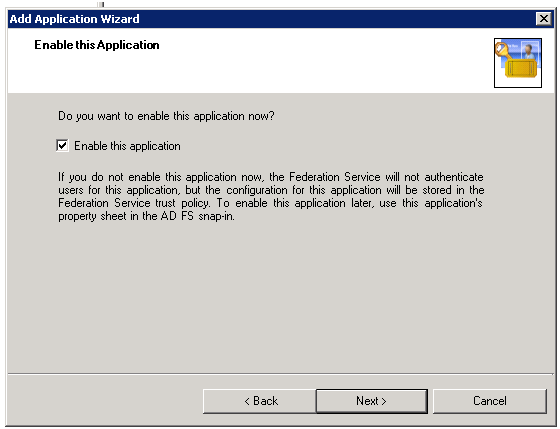 Add Application Wizard
Enable this Application
Do you want to enable this application now?
Enable this application
If you do not enable this application now, the Federation Service will not authenticate
users for this application, but the configuration for this application will be stored in the
Federation Service trust policy. To enable this application later, use this application's
property sheet in the AD FS snap-in.
< Back
Next >
Cancel